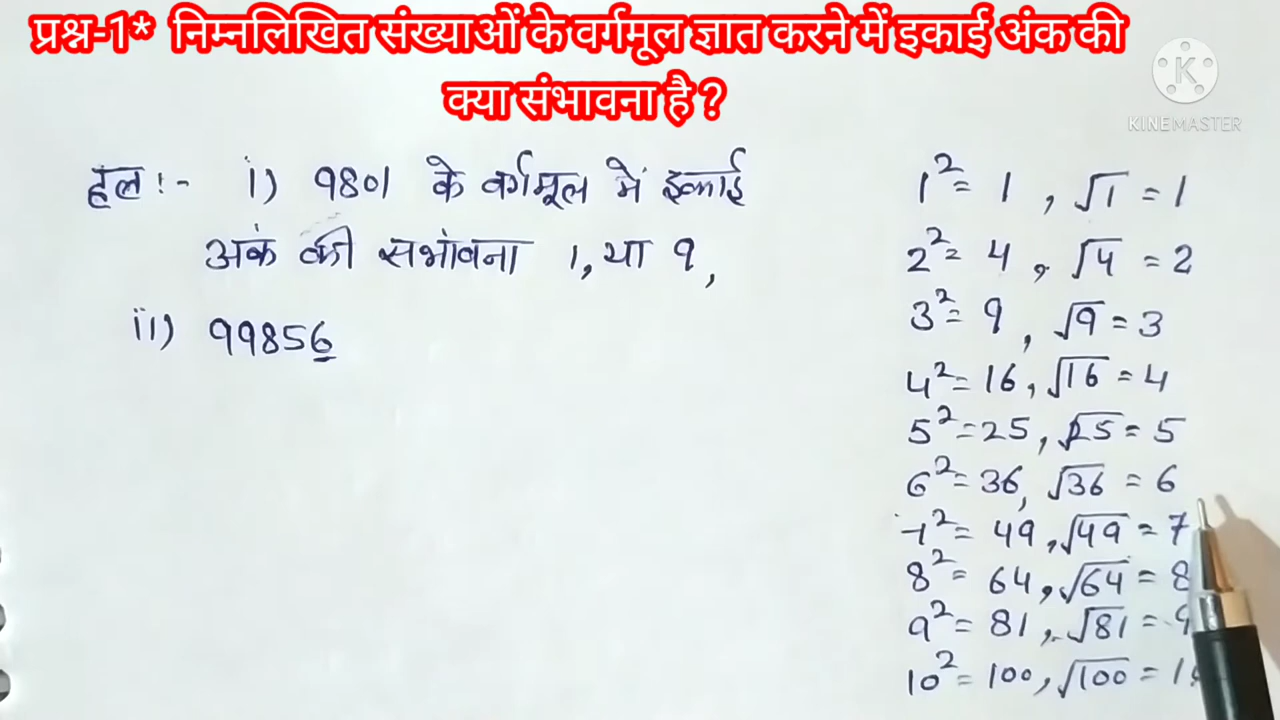 प्रश्न-1* निम्नलिखित संख्याओं के वर्गमूल ज्ञात करने में इकाई अंक की
क्या संभावना है ?
KINEMASTER
हल:- i) 9801 के वर्गमूल में इकाई
अंक की सभांवना 1, या 9,
ii) 99856
1² = 1 , √1 = 1
2² = 4 , √4 = 2
3² = 9 , √9 = 3
4² = 16 , √16 = 4
5² = 25 , √25 = 5
6² = 36 , √36 = 6
7² = 49 , √49 = 7
8² = 64 , √64 = 8
9² = 81 , √81 = 9
10² = 100 , √100 = 1